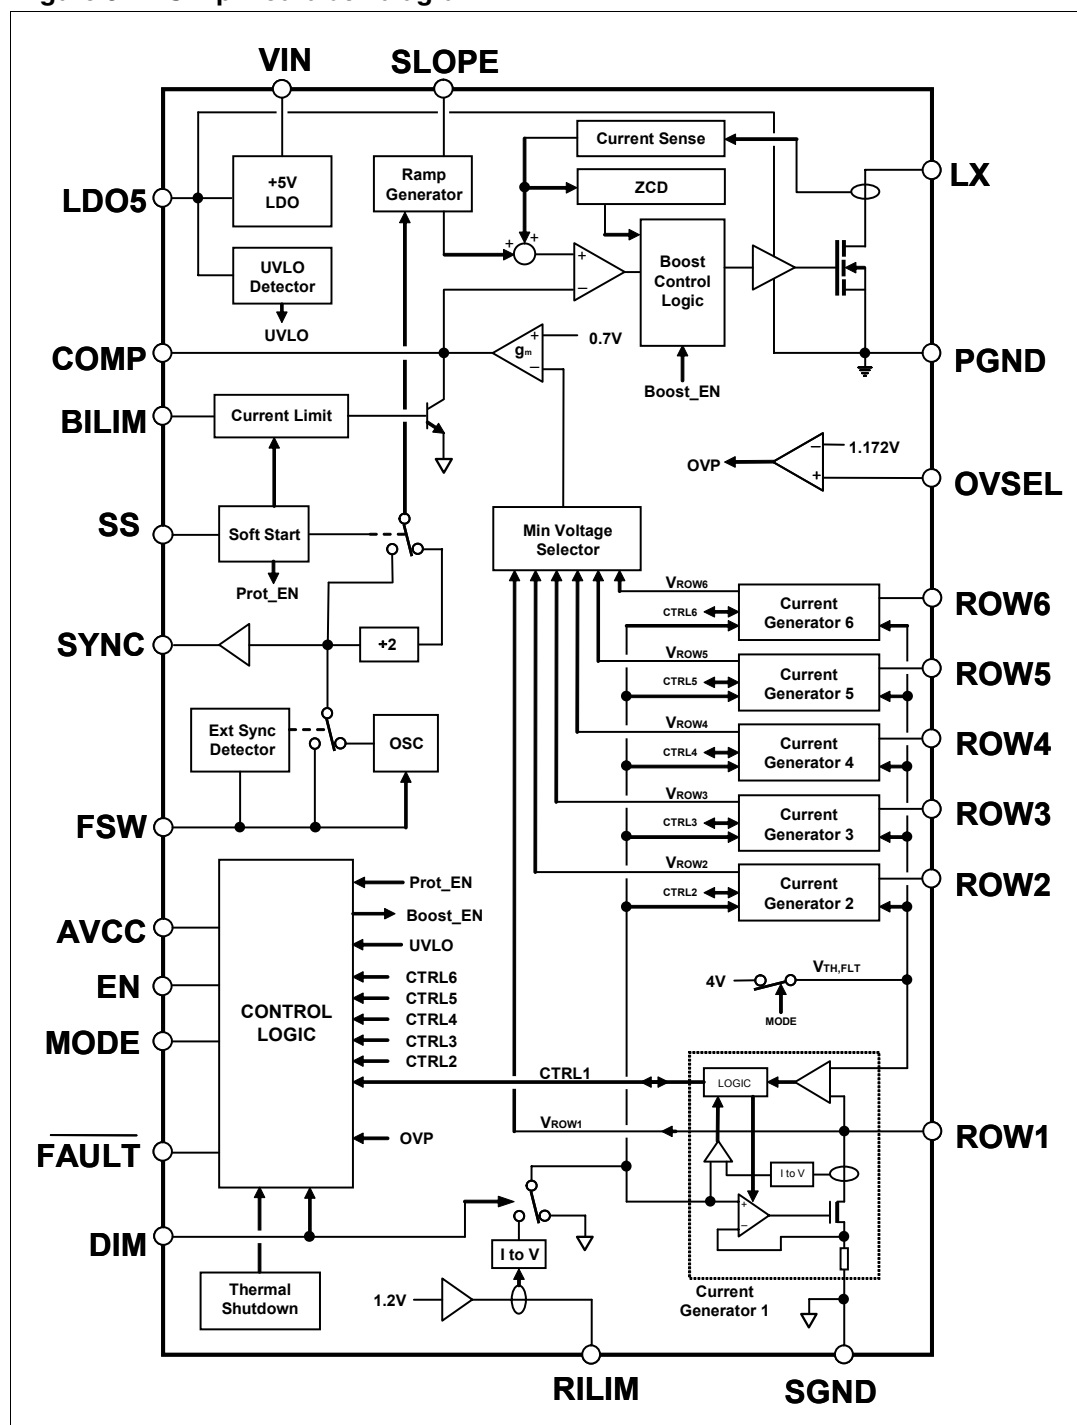 VIN
SLOPE
LDO5
+5V
LDO
Ramp
Generator
Current Sense
ZCD
LX
UVLO
Detector
UVLO
+
+
+
−
Boost
Control
Logic
Boost_EN
COMP
gm
+
−
0.7V
PGND
BILIM
Current Limit
OVP
−
+
1.172V
OVSEL
SS
Soft Start
Prot_EN
Min Voltage
Selector
SYNC
+2
VROW6
CTRL6
Current
Generator 6
ROW6
VROW5
CTRL5
Current
Generator 5
ROW5
Ext Sync
Detector
OSC
VROW4
CTRL4
Current
Generator 4
ROW4
FSW
VROW3
CTRL3
Current
Generator 3
ROW3
VROW2
CTRL2
Current
Generator 2
ROW2
AVCC
EN
MODE
FAULT
DIM
CONTROL
LOGIC
Prot_EN
Boost_EN
UVLO
CTRL6
CTRL5
CTRL4
CTRL3
CTRL2
CTRL1
OVP
4V
VTH,FLT
MODE
LOGIC
VROW1
ROW1
I to V
+
−
I to V
Current
Generator 1
Thermal
Shutdown
1.2V
RILIM
SGND